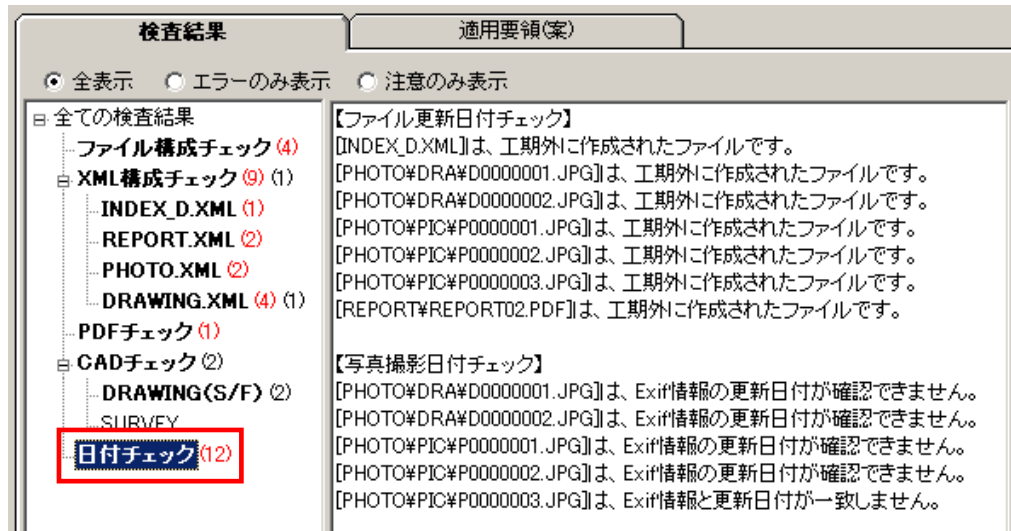 検査結果
適用要領(案)
全表示 エラーのみ表示 注意のみ表示
全ての検査結果
ファイル構成チェック (4)
XML構成チェック (9) (1)
INDEX_D.XML (1)
REPORT.XML (2)
PHOTO.XML (2)
DRAWING.XML (4) (1)
PDFチェック (1)
CADチェック (2)
DRAWING(S/F) (2)
SURVEY
日付チェック (12)
【ファイル更新日付チェック】
[INDEX_D.XML]は、工期外に作成されたファイルです。
[PHOTO¥DRA¥D0000001.JPG]は、工期外に作成されたファイルです。
[PHOTO¥DRA¥D0000002.JPG]は、工期外に作成されたファイルです。
[PHOTO¥PIC¥P0000001.JPG]は、工期外に作成されたファイルです。
[PHOTO¥PIC¥P0000002.JPG]は、工期外に作成されたファイルです。
[PHOTO¥PIC¥P0000003.JPG]は、工期外に作成されたファイルです。
[REPORT¥REPORT02.PDF]は、工期外に作成されたファイルです。
【写真撮影日付チェック】
[PHOTO¥DRA¥D0000001.JPG]は、Exif情報の更新日付が確認できません。
[PHOTO¥DRA¥D0000002.JPG]は、Exif情報の更新日付が確認できません。
[PHOTO¥PIC¥P0000001.JPG]は、Exif情報の更新日付が確認できません。
[PHOTO¥PIC¥P0000002.JPG]は、Exif情報の更新日付が確認できません。
[PHOTO¥PIC¥P0000003.JPG]は、Exif情報と更新日付が一致しません。